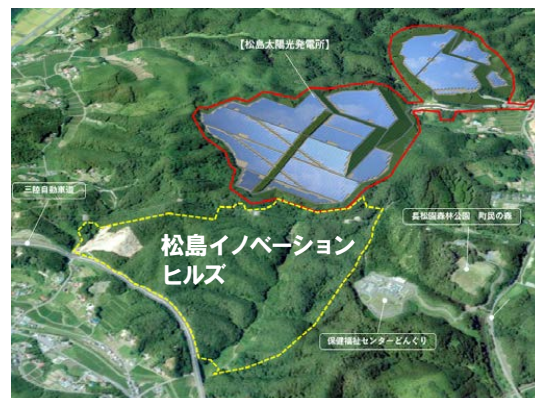 【松島太陽光発電所】
三陸自動車道
長松園森林公園 町民の森
松島イノベーション
ヒルズ
保健福祉センターどんぐり